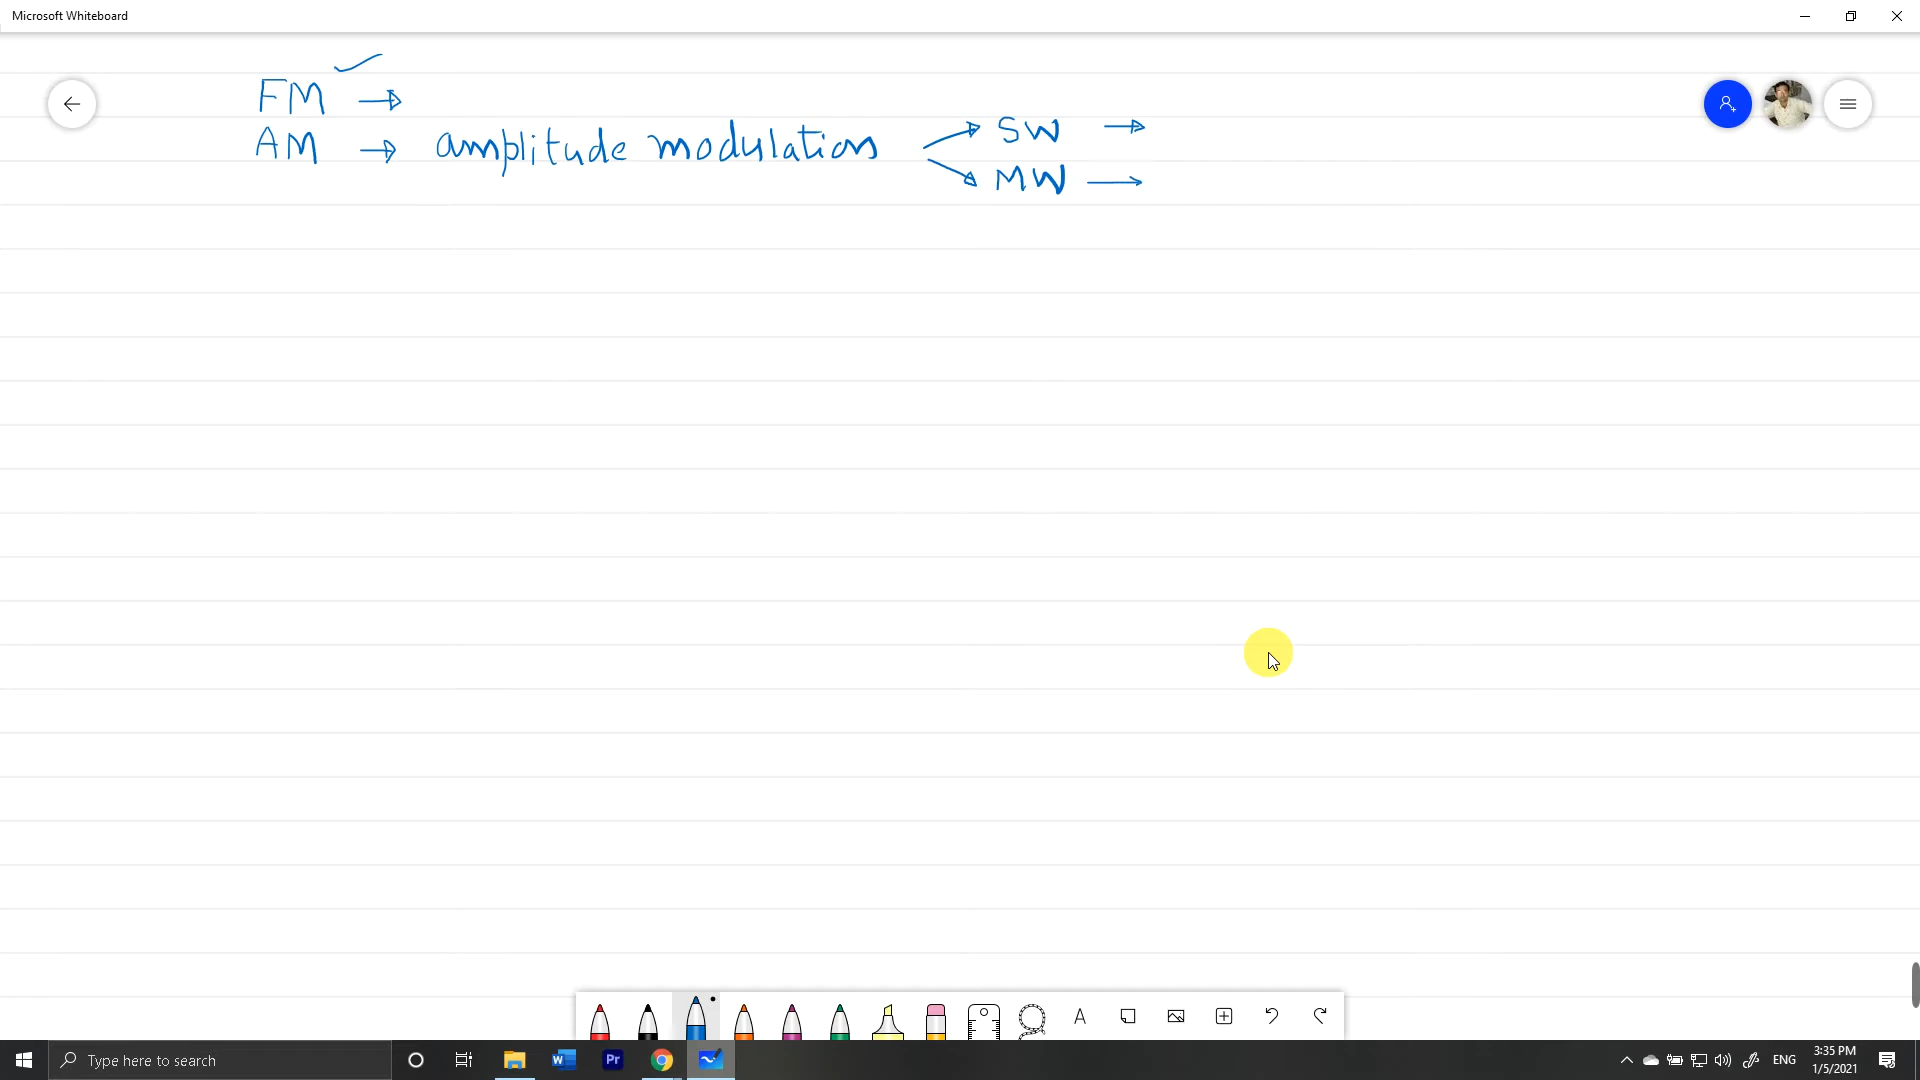 Microsoft Whiteboard
FM →
AM → amplitude modulation
SW →
MW →
Type here to search
W
Pr
ENG
3:35 PM
1/5/2021